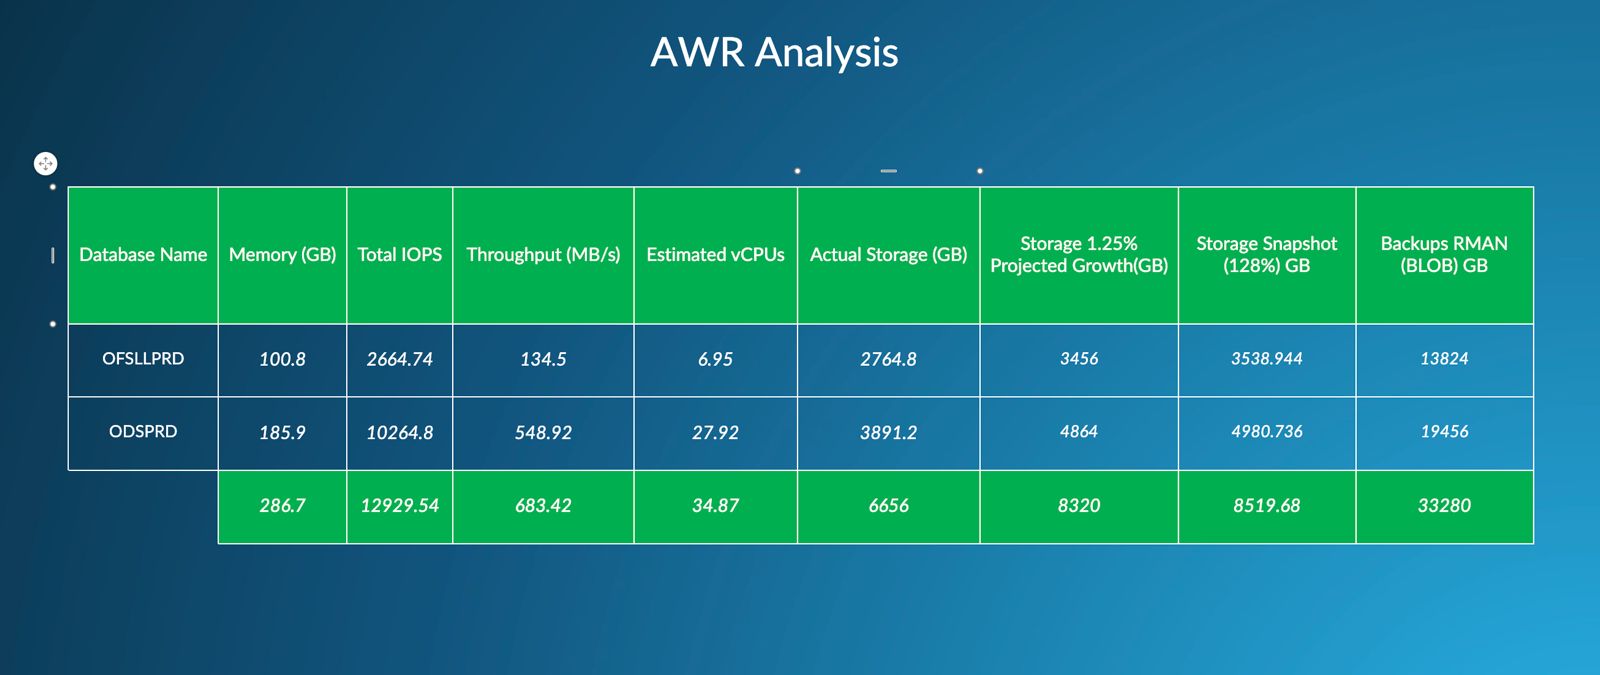 AWR Analysis
Database Name Memory (GB) Total IOPS Throughput (MB/s) Estimated vCPUs Actual Storage (GB) Storage 1.25% Projected Growth(GB) Storage Snapshot (128%) GB Backups RMAN (BLOB) GB
OFSLLPRD 100.8 2664.74 134.5 6.95 2764.8 3456 3538.944 13824
ODSPRD 185.9 10264.8 548.92 27.92 3891.2 4864 4980.736 19456
286.7 12929.54 683.42 34.87 6656 8320 8519.68 33280